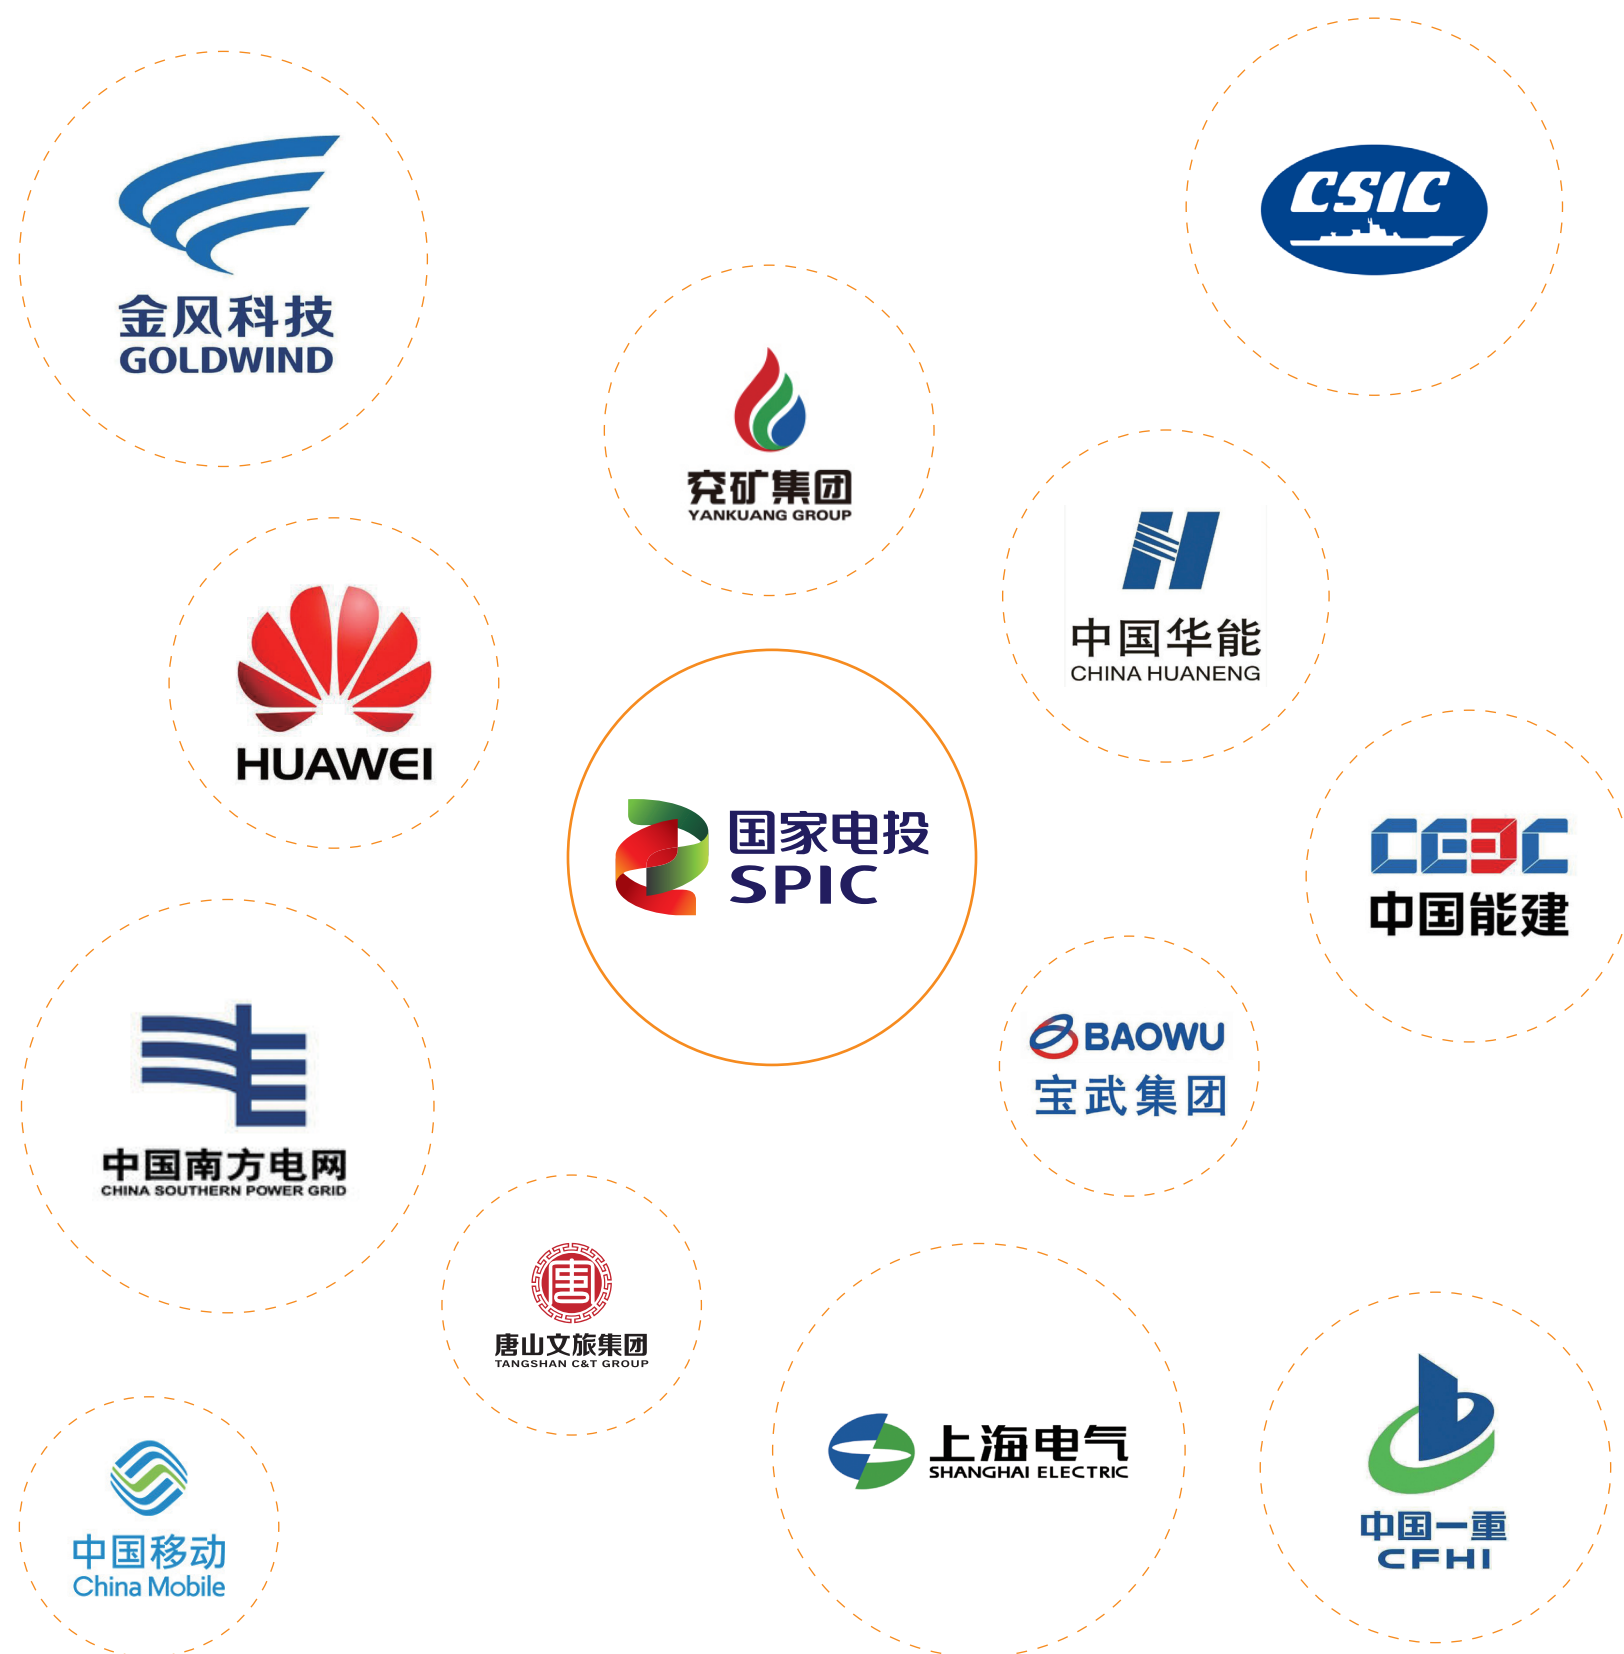 金风科技
GOLDWIND
CSIC
兖矿集团
YANKUANG GROUP
中国华能
CHINA HUANENG
HUAWEI
国家电投
SPIC
CEEC
中国能建
中国南方电网
CHINA SOUTHERN POWER GRID
BAOWU
宝武集团
唐
唐山文旅集团
TANGSHAN C&T GROUP
上海电气
SHANGHAI ELECTRIC
中国一重
CFHI
中国移动
China Mobile